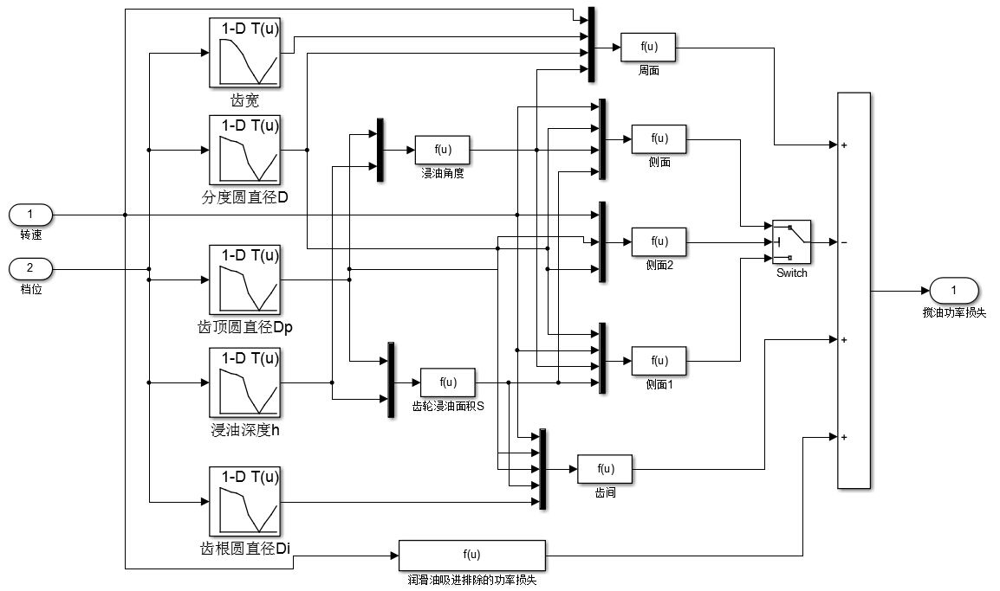 1-D T(u)
齿宽
f(u)
周面
1-D T(u)
分度圆直径D
f(u)
浸油角度
f(u)
侧面
+
1
转速
2
档位
f(u)
侧面2
Switch
−
1-D T(u)
齿顶圆直径Dp
1
搅油功率损失
1-D T(u)
浸油深度h
f(u)
齿轮浸油面积S
f(u)
侧面1
+
1-D T(u)
齿根圆直径Di
f(u)
齿间
+
f(u)
润滑油吸进排除的功率损失